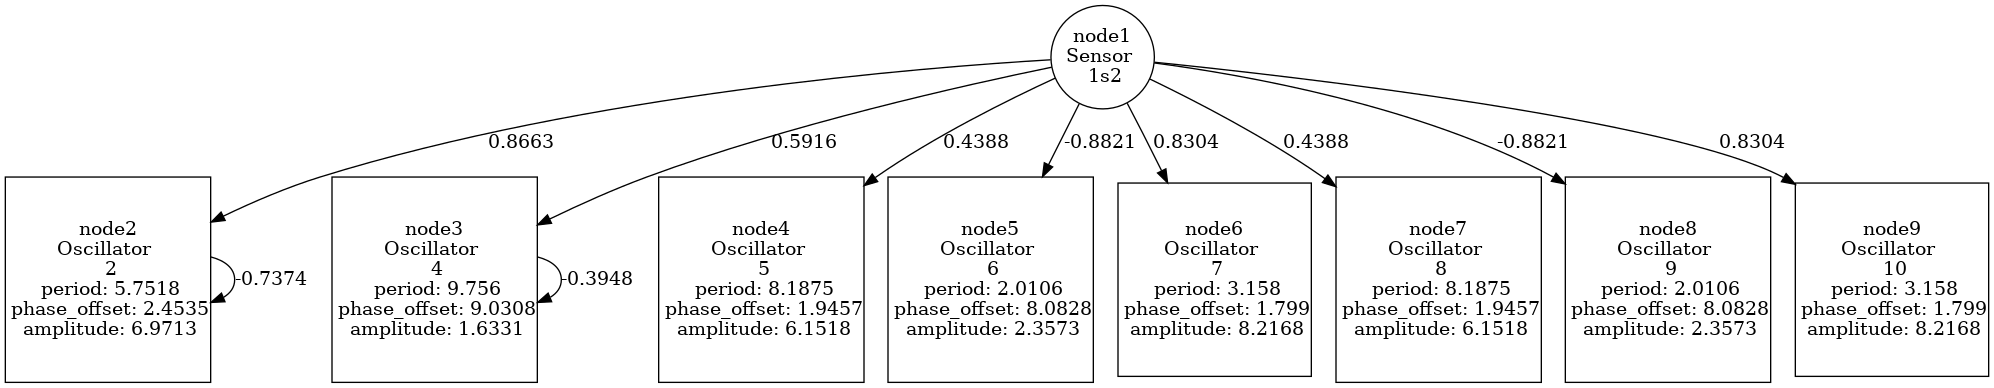 node1
Sensor
1s2
0.8663
0.5916
0.4388
-0.8821
0.8304
0.4388
-0.8821
0.8304
node2
Oscillator
2
period: 5.7518
phase_offset: 2.4535
amplitude: 6.9713
-0.7374
node3
Oscillator
4
period: 9.756
phase_offset: 9.0308
amplitude: 1.6331
-0.3948
node4
Oscillator
5
period: 8.1875
phase_offset: 1.9457
amplitude: 6.1518
node5
Oscillator
6
period: 2.0106
phase_offset: 8.0828
amplitude: 2.3573
node6
Oscillator
7
period: 3.158
phase_offset: 1.799
amplitude: 8.2168
node7
Oscillator
8
period: 8.1875
phase_offset: 1.9457
amplitude: 6.1518
node8
Oscillator
9
period: 2.0106
phase_offset: 8.0828
amplitude: 2.3573
node9
Oscillator
10
period: 3.158
phase_offset: 1.799
amplitude: 8.2168